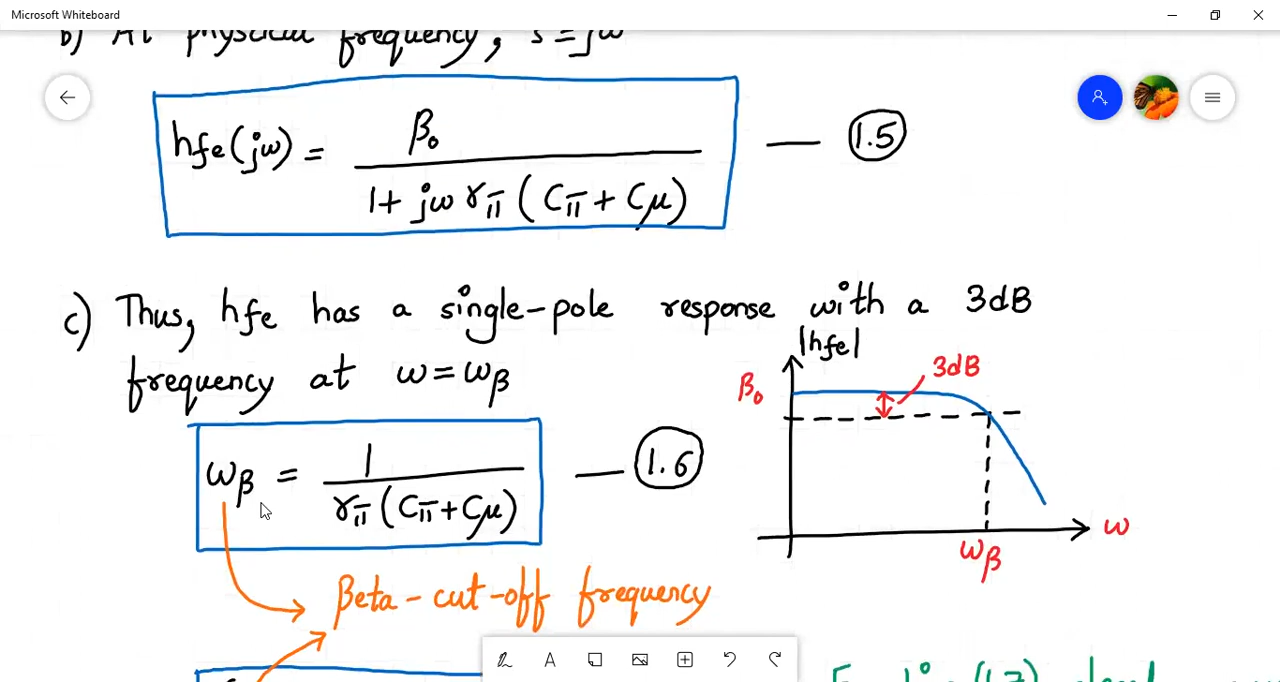 Microsoft Whiteboard
b) At physical frequency, s = jω
hfe(jω) = β₀ / (1 + jω rπ (Cπ + Cμ)) — (1.5)
c) Thus, hfe has a single-pole response with a 3dB
frequency at ω = ωβ
|hfe|
β₀
3dB
ωβ = 1 / (rπ (Cπ + Cμ)) — (1.6)
ω
ωβ
Beta-cut-off frequency